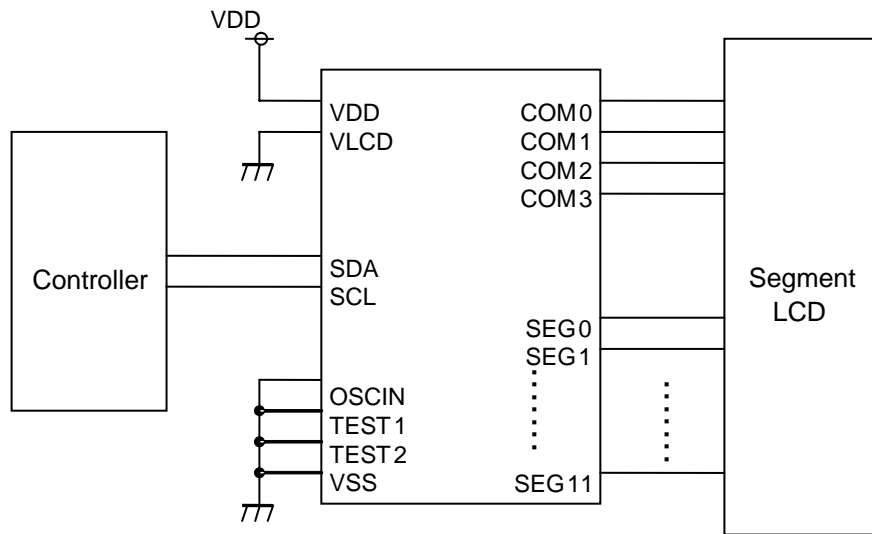 VDD
VDD
VLCD
SDA
SCL
OSCIN
TEST1
TEST2
VSS
COM0
COM1
COM2
COM3
SEG0
SEG1
SEG11
Controller
Segment
LCD